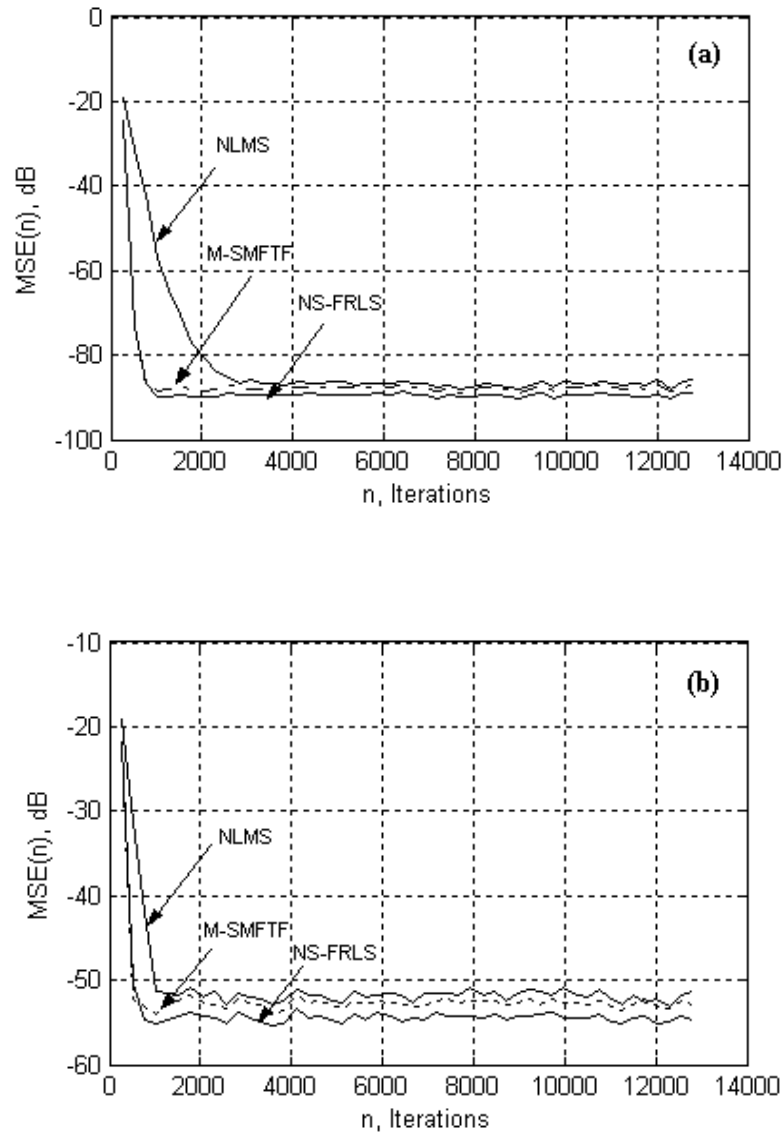 0
(a)
-20
NLMS
-40
M-SMFTF
-60
NS-FRLS
-80
-100
MSE(n), dB
0 2000 4000 6000 8000 10000 12000 14000
n, Iterations
-10
(b)
-20
-30
NLMS
-40
M-SMFTF
NS-FRLS
-50
-60
MSE(n), dB
0 2000 4000 6000 8000 10000 12000 14000
n, Iterations